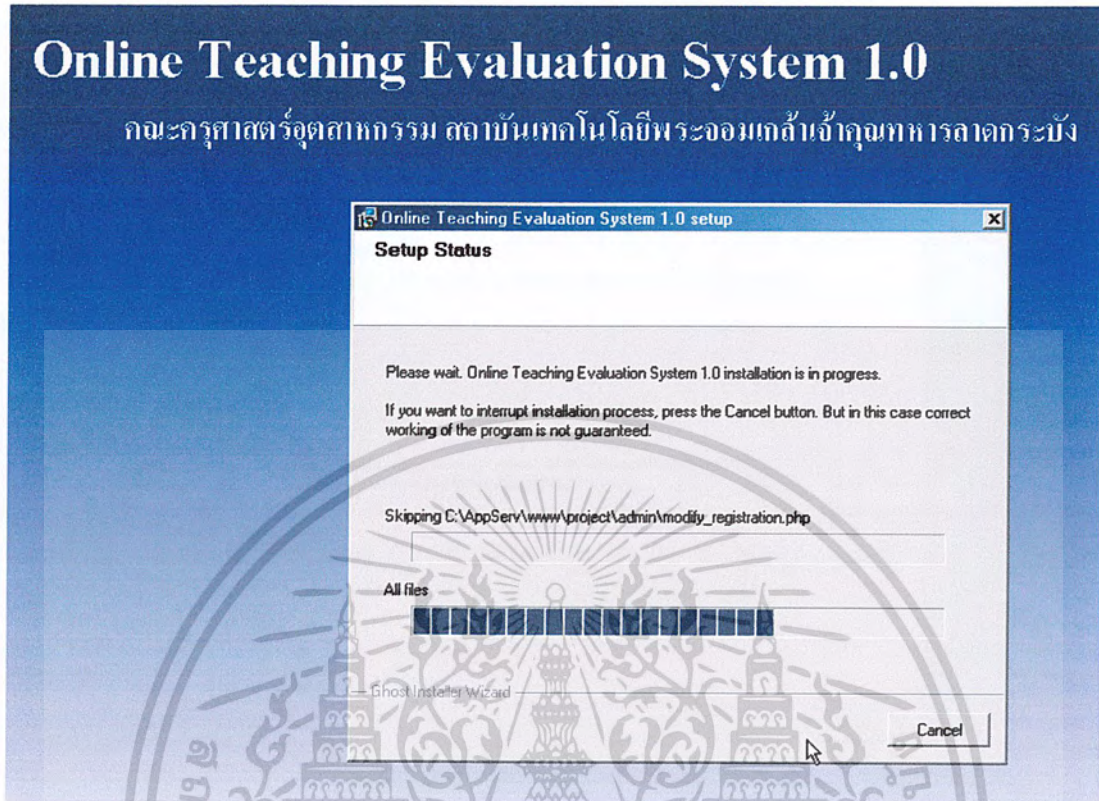 Online Teaching Evaluation System 1.0
คณะครุศาสตร์อุตสาหกรรม สถาบันเทคโนโลยีพระจอมเกล้าเจ้าคุณทหารลาดกระบัง
Online Teaching Evaluation System 1.0 setup
Setup Status
Please wait. Online Teaching Evaluation System 1.0 installation is in progress.
If you want to interrupt installation process, press the Cancel button. But in this case correct
working of the program is not guaranteed.
Skipping C:\AppServ\www\project\admin\modify_registration.php
All files
Ghost Installer Wizard
Cancel